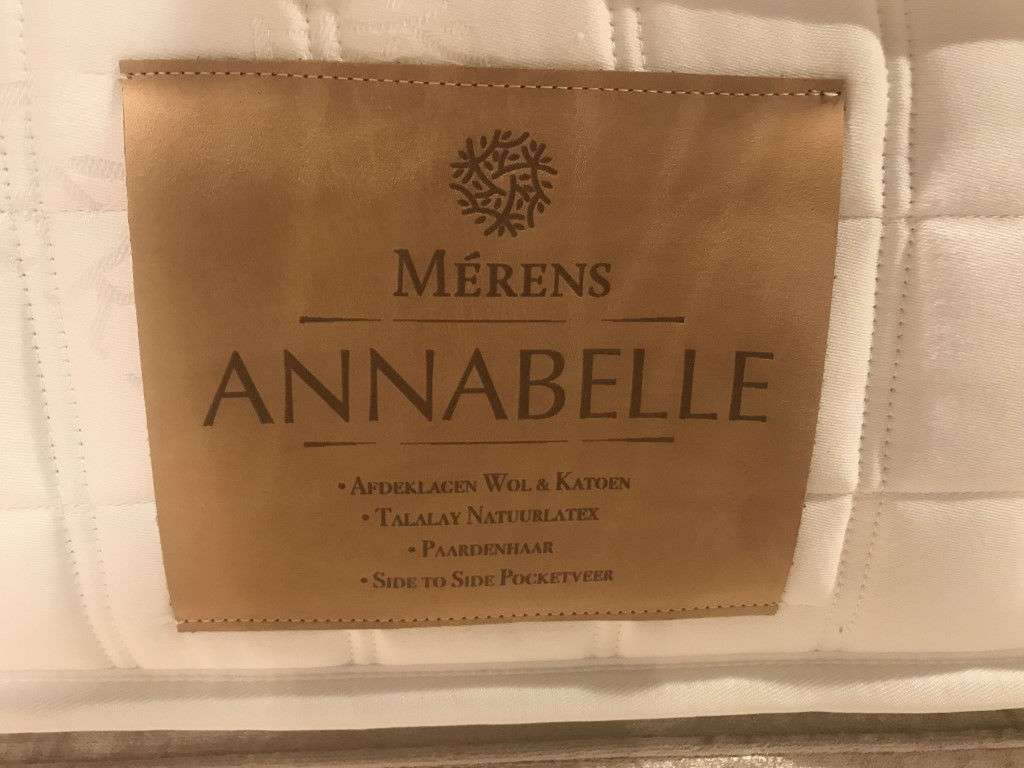 Mérens
ANNABELLE
• Afdeklagen Wol & Katoen
• Talalay Natuurlatex
• Paardenhaar
• Side to Side Pocketveer